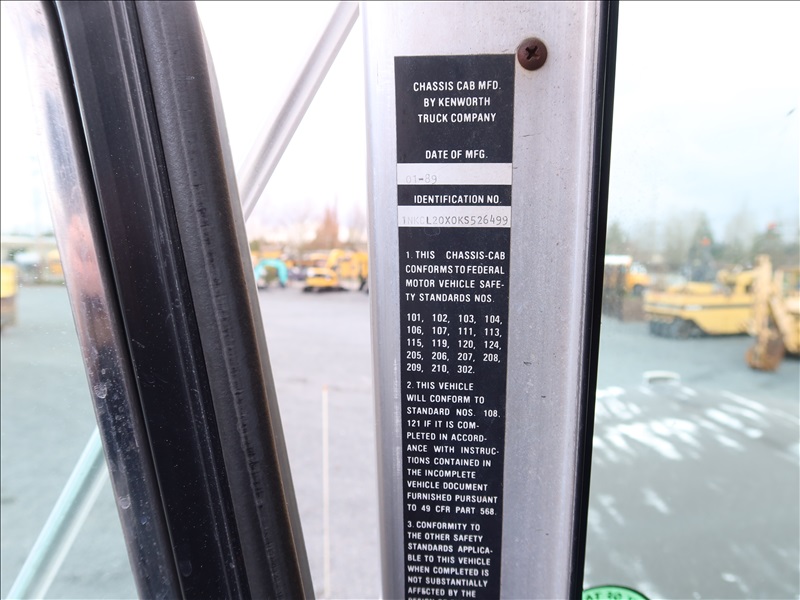 CHASSIS CAB MFD.
BY KENWORTH
TRUCK COMPANY
DATE OF MFG.
01-89
IDENTIFICATION NO.
1. THIS CHASSIS-CAB
CONFORMS TO FEDERAL
MOTOR VEHICLE SAFE-
TY STANDARDS NOS.
101, 102, 103, 104,
106, 107, 111, 113,
115, 119, 120, 124,
205, 206, 207, 208,
209, 210, 302.
2. THIS VEHICLE
WILL CONFORM TO
STANDARD NOS. 108,
121 IF IT IS COM-
PLETED IN ACCORD-
ANCE WITH INSTRUC-
TIONS CONTAINED IN
THE INCOMPLETE
VEHICLE DOCUMENT
FURNISHED PURSUANT
TO 49 CFR PART 568.
3. CONFORMITY TO
THE OTHER SAFETY
STANDARDS APPLICA-
BLE TO THIS VEHICLE
WHEN COMPLETED IS
NOT SUBSTANTIALLY
AFFECTED BY THE